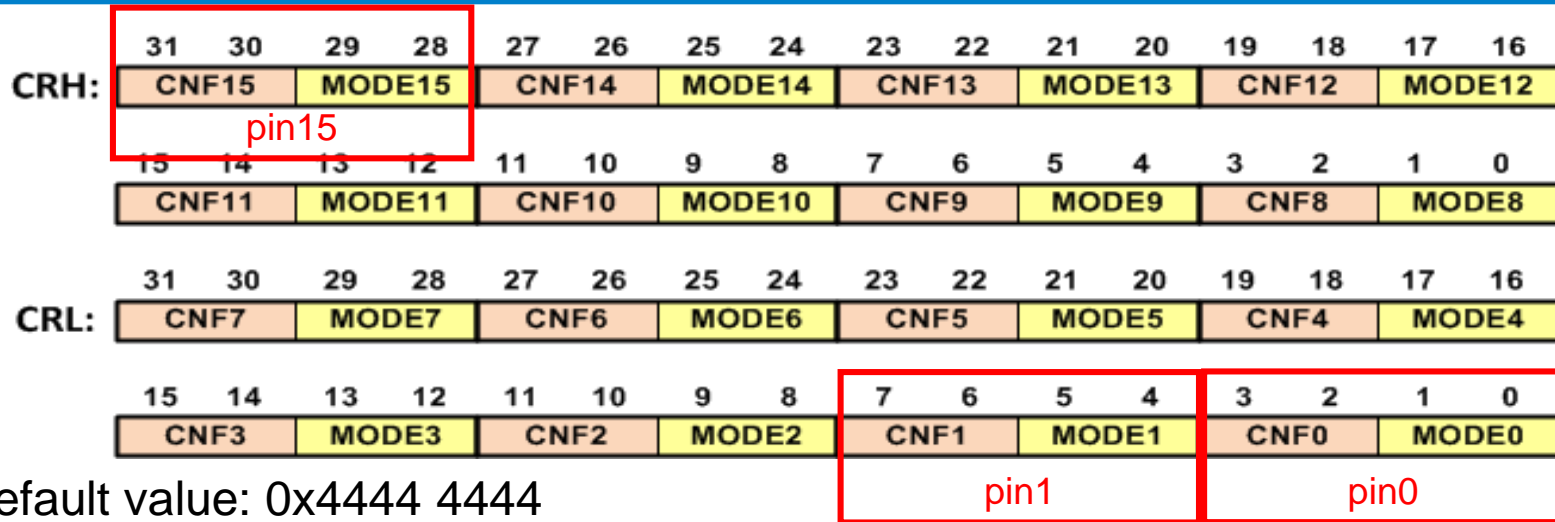 31 30 29 28 27 26 25 24 23 22 21 20 19 18 17 16
CRH: CNF15 MODE15 CNF14 MODE14 CNF13 MODE13 CNF12 MODE12
pin15
15 14 13 12 11 10 9 8 7 6 5 4 3 2 1 0
CNF11 MODE11 CNF10 MODE10 CNF9 MODE9 CNF8 MODE8
31 30 29 28 27 26 25 24 23 22 21 20 19 18 17 16
CRL: CNF7 MODE7 CNF6 MODE6 CNF5 MODE5 CNF4 MODE4
15 14 13 12 11 10 9 8 7 6 5 4 3 2 1 0
CNF3 MODE3 CNF2 MODE2 CNF1 MODE1 CNF0 MODE0
efault value: 0x4444 4444 pin1 pin0